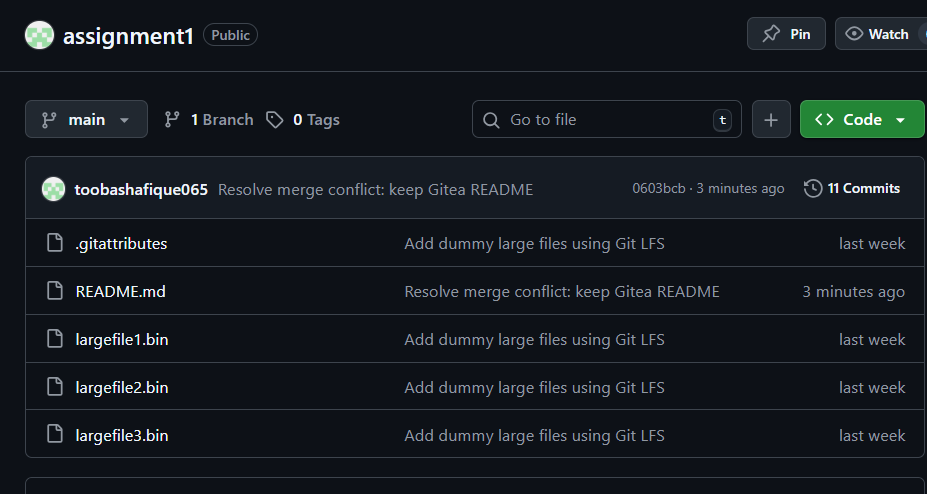 assignment1 Public Pin Watch
main 1 Branch 0 Tags Go to file t + Code
toobashafique065 Resolve merge conflict: keep Gitea README 0603bcb · 3 minutes ago 11 Commits
.gitattributes Add dummy large files using Git LFS last week
README.md Resolve merge conflict: keep Gitea README 3 minutes ago
largefile1.bin Add dummy large files using Git LFS last week
largefile2.bin Add dummy large files using Git LFS last week
largefile3.bin Add dummy large files using Git LFS last week